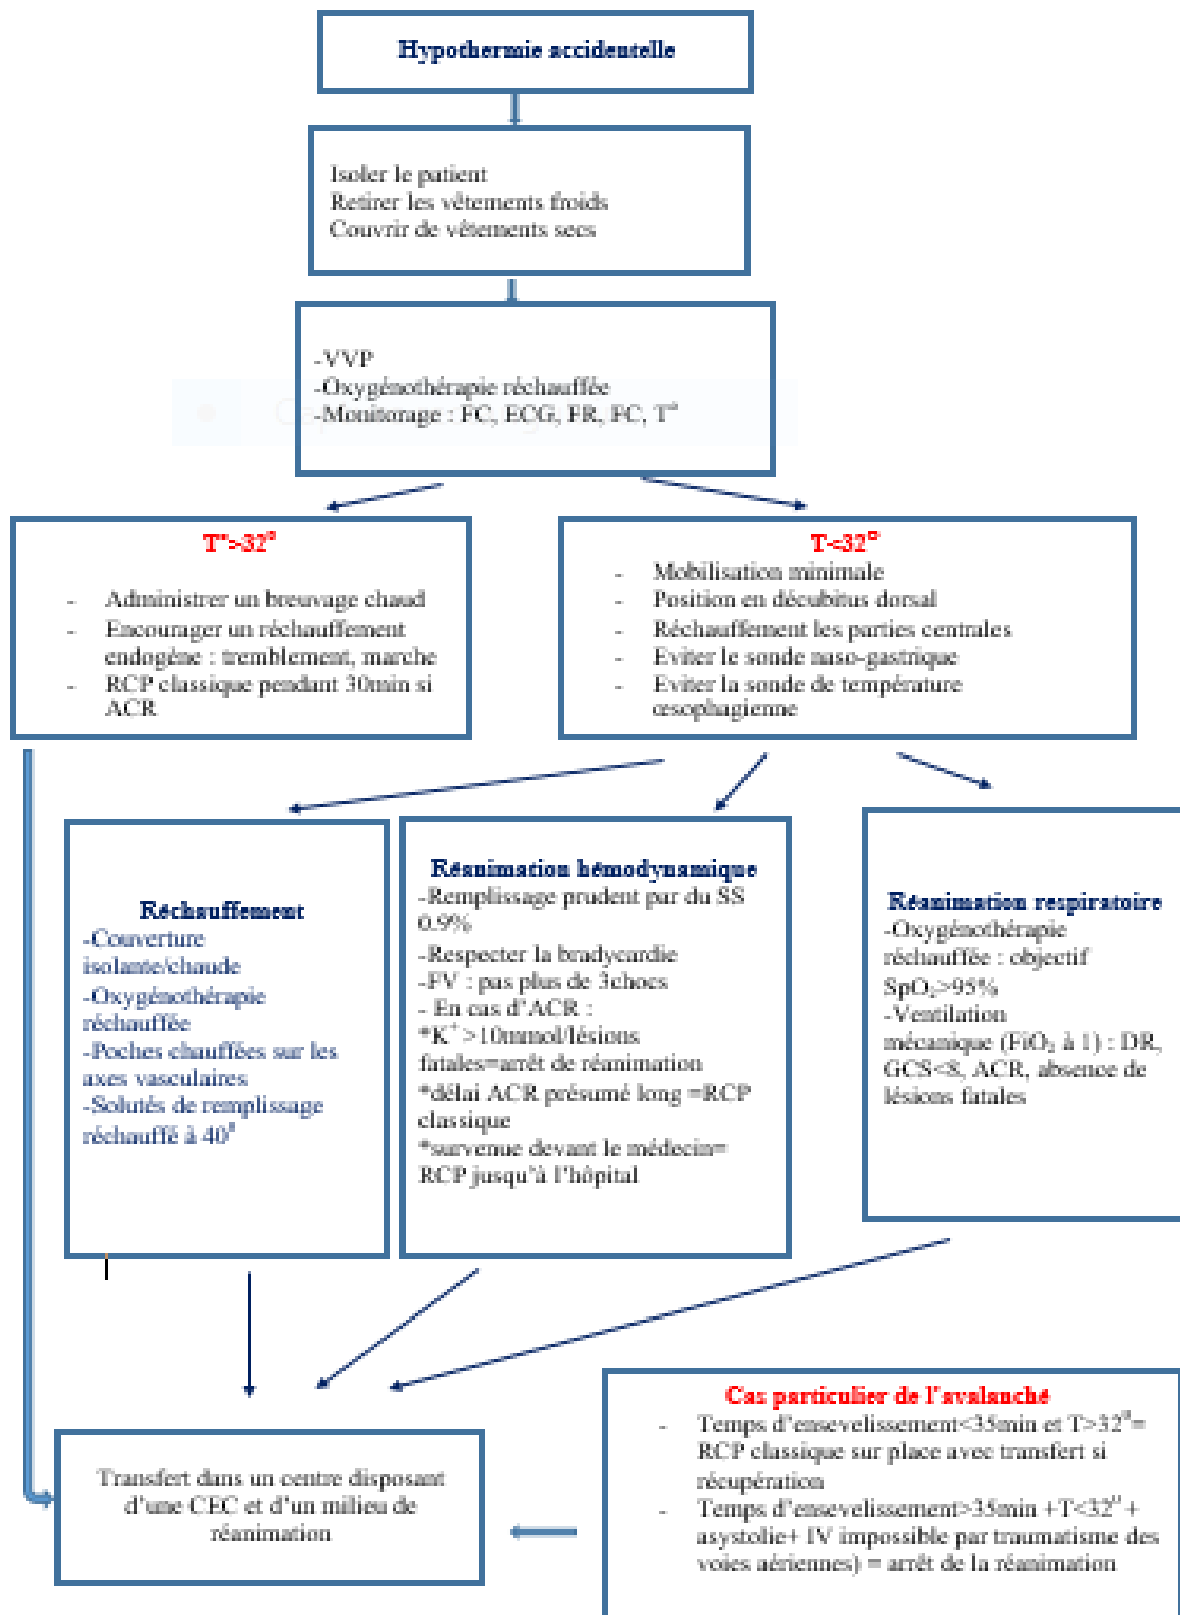 Hypothermie accidentelle
Isoler le patient
Retirer les vêtements froids
Couvrir de vêtements secs
-VVP
-Oxygénothérapie réchauffée
-Monitorage : FC, ECG, FR, FC, T°
T°>32°
- Administrer un breuvage chaud
- Encourager un réchauffement
endogène : tremblement, marche
- RCP classique pendant 30min si
ACR
T<32°
- Mobilisation minimale
- Position en décubitus dorsal
- Réchauffement les parties centrales
- Eviter le sonde naso-gastrique
- Eviter la sonde de température
œsophagienne
Réchauffement
-Couverture
isolante/chaude
-Oxygénothérapie
réchauffée
-Poches chauffées sur les
axes vasculaires
-Solutés de remplissage
réchauffé à 40°
Réanimation hémodynamique
-Remplissage prudent par du SS
0.9%
-Respecter la bradycardie
-FV : pas plus de 3chocs
- En cas d'ACR :
*K⁺ >10mmol/lésions
fatales=arrêt de réanimation
*délai ACR présumé long =RCP
classique
*survenue devant le médecin=
RCP jusqu'à l'hôpital
Réanimation respiratoire
-Oxygénothérapie
réchauffée : objectif
SpO₂>95%
-Ventilation
mécanique (FiO₂ à 1) : DR,
GCS<8, ACR, absence de
lésions fatales
Cas particulier de l'avalanché
- Temps d'ensevelissement<35min et T>32°=
RCP classique sur place avec transfert si
récupération
- Temps d'ensevelissement>35min +T<32° +
asystolie+ IV impossible par traumatisme des
voies aériennes) = arrêt de la réanimation
Transfert dans un centre disposant
d'une CEC et d'un milieu de
réanimation